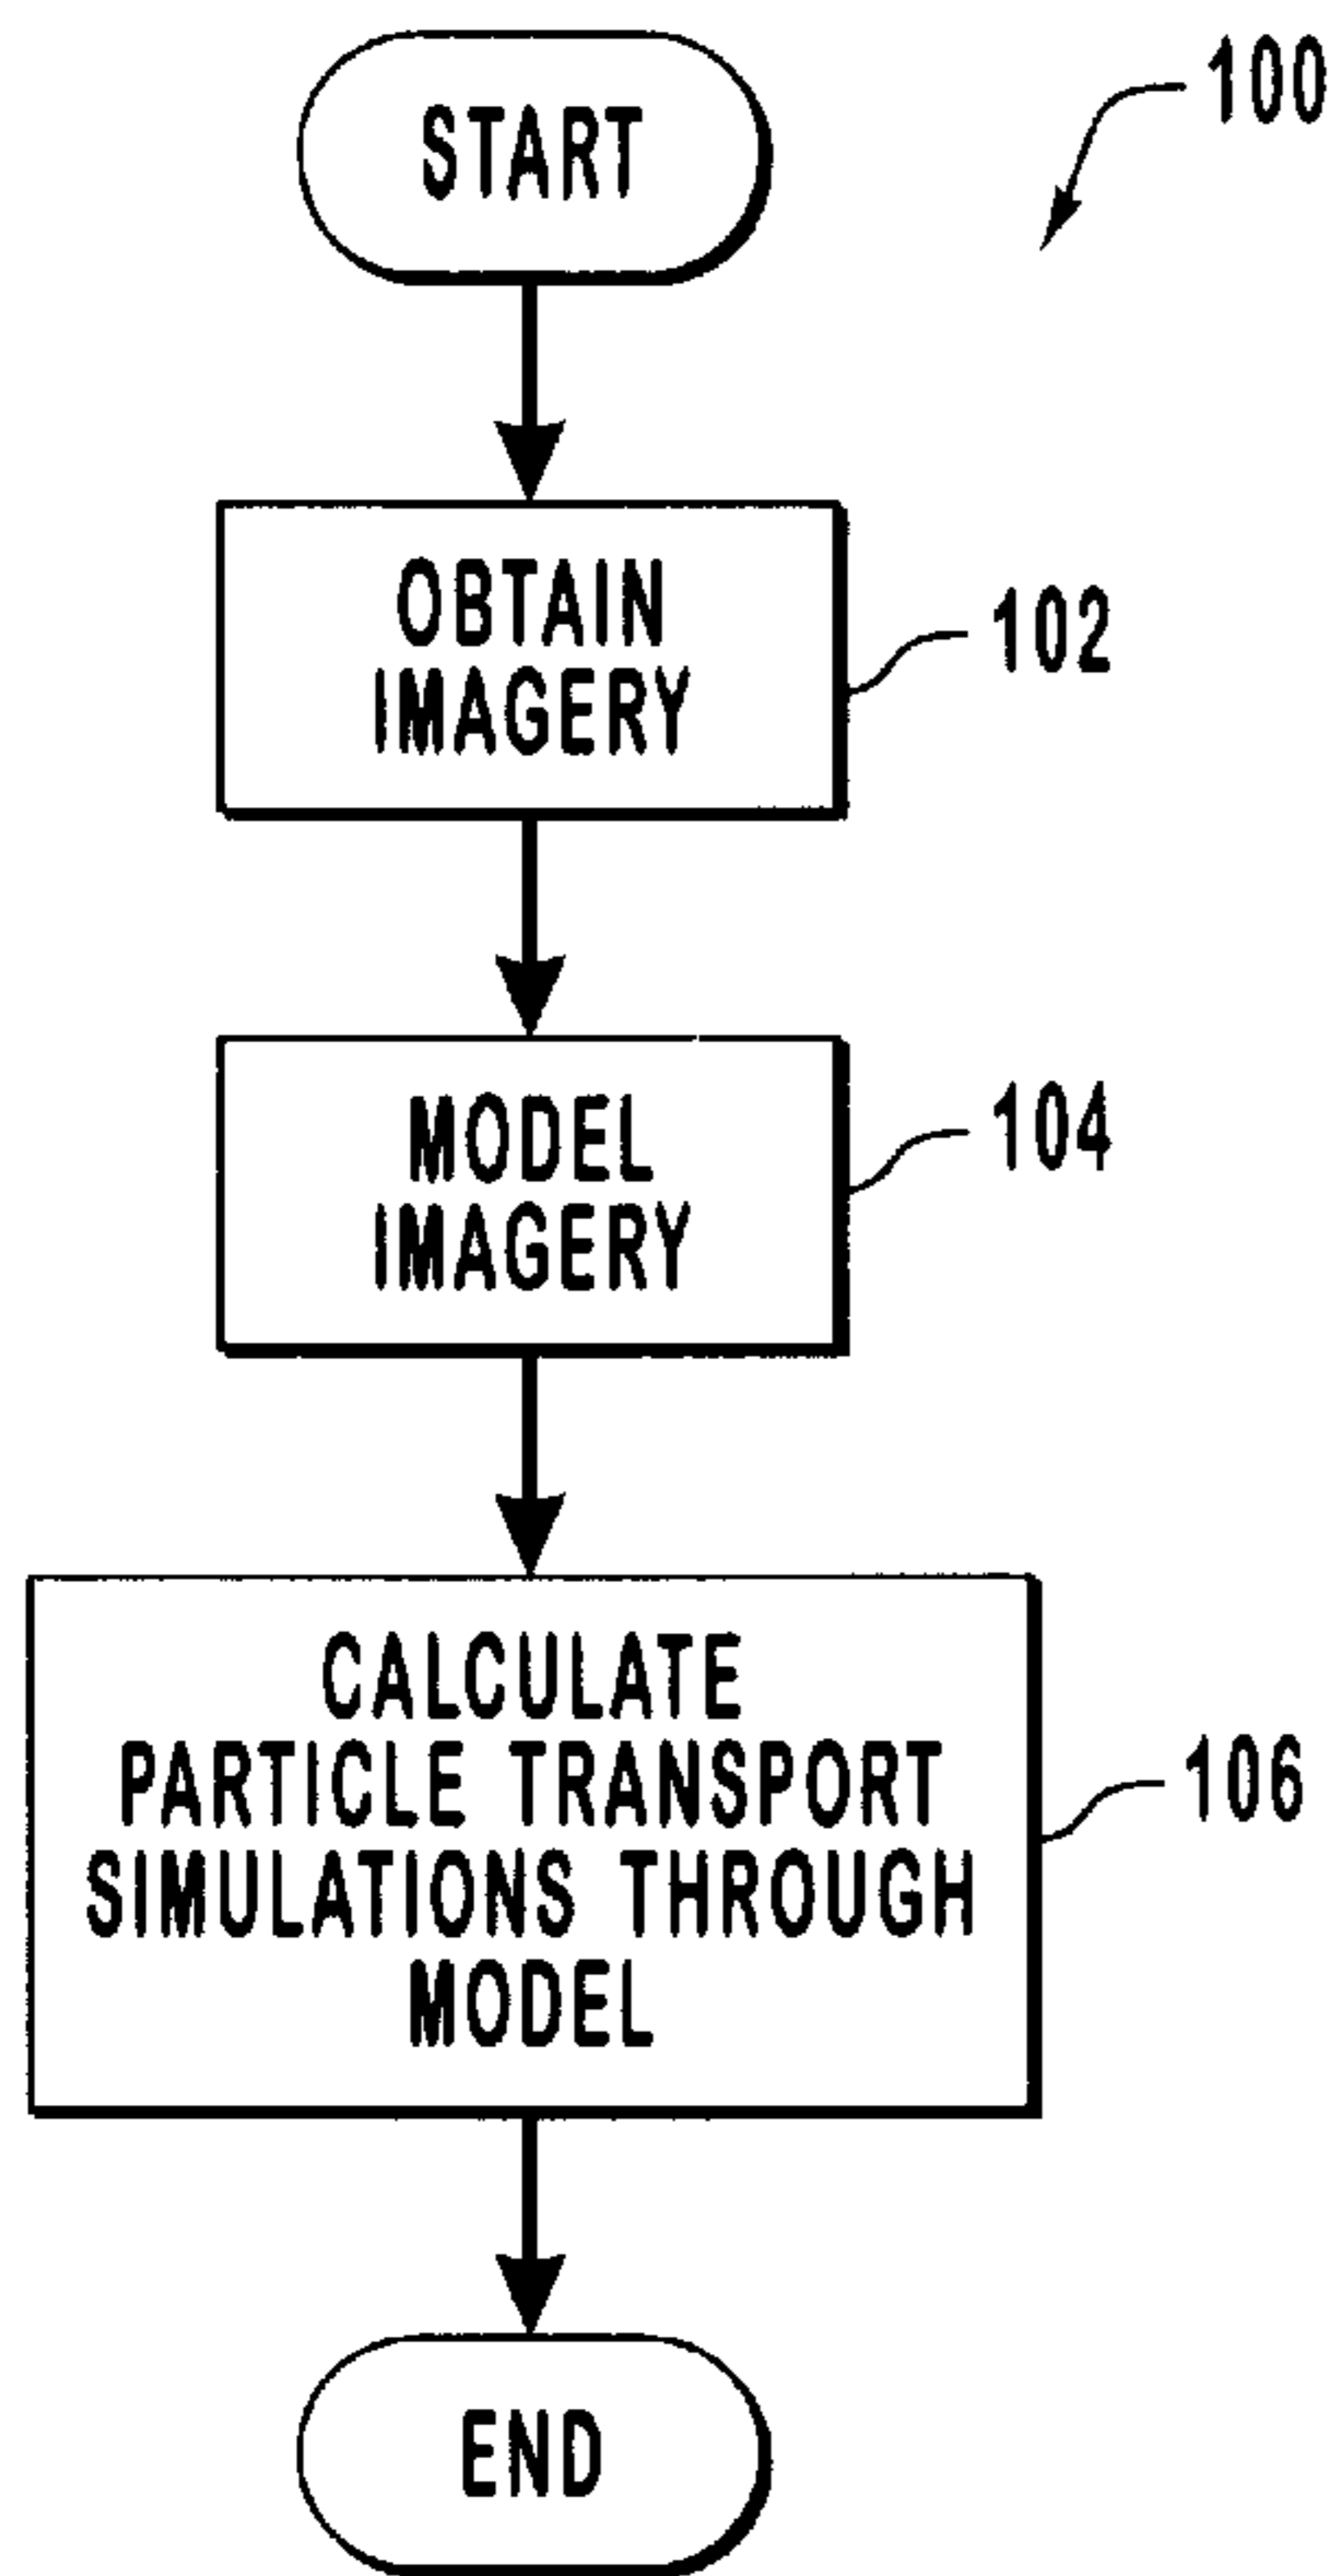 START
100
OBTAIN
IMAGERY
102
MODEL
IMAGERY
104
CALCULATE
PARTICLE TRANSPORT
SIMULATIONS THROUGH
MODEL
106
END